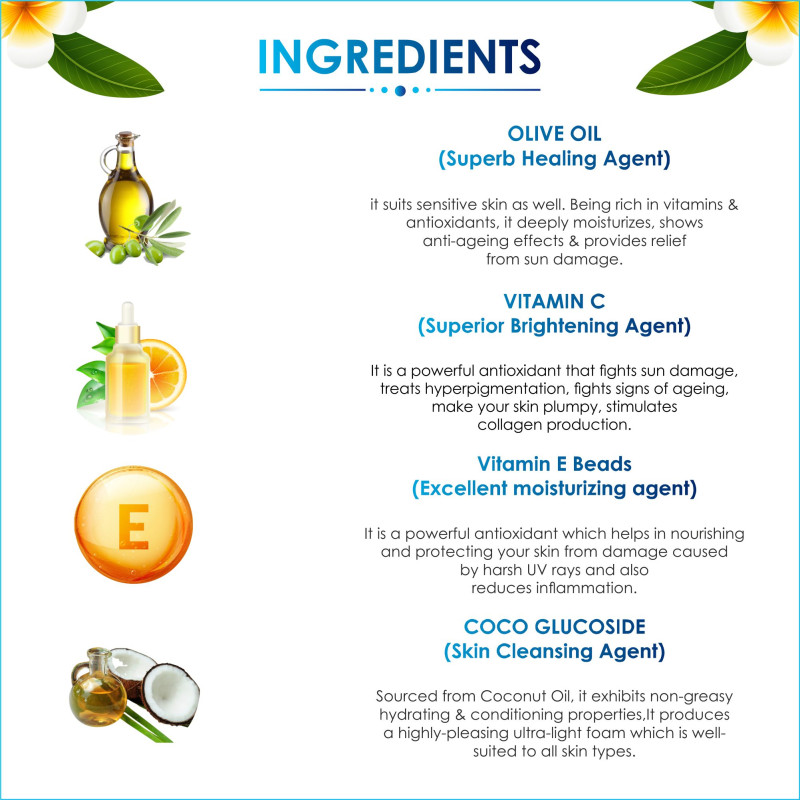 INGREDIENTS
OLIVE OIL
(Superb Healing Agent)
it suits sensitive skin as well. Being rich in vitamins &
antioxidants, it deeply moisturizes, shows
anti-ageing effects & provides relief
from sun damage.
VITAMIN C
(Superior Brightening Agent)
It is a powerful antioxidant that fights sun damage,
treats hyperpigmentation, fights signs of ageing,
make your skin plumpy, stimulates
collagen production.
Vitamin E Beads
(Excellent moisturizing agent)
E
It is a powerful antioxidant which helps in nourishing
and protecting your skin from damage caused
by harsh UV rays and also
reduces inflammation.
COCO GLUCOSIDE
(Skin Cleansing Agent)
Sourced from Coconut Oil, it exhibits non-greasy
hydrating & conditioning properties,It produces
a highly-pleasing ultra-light foam which is well-
suited to all skin types.